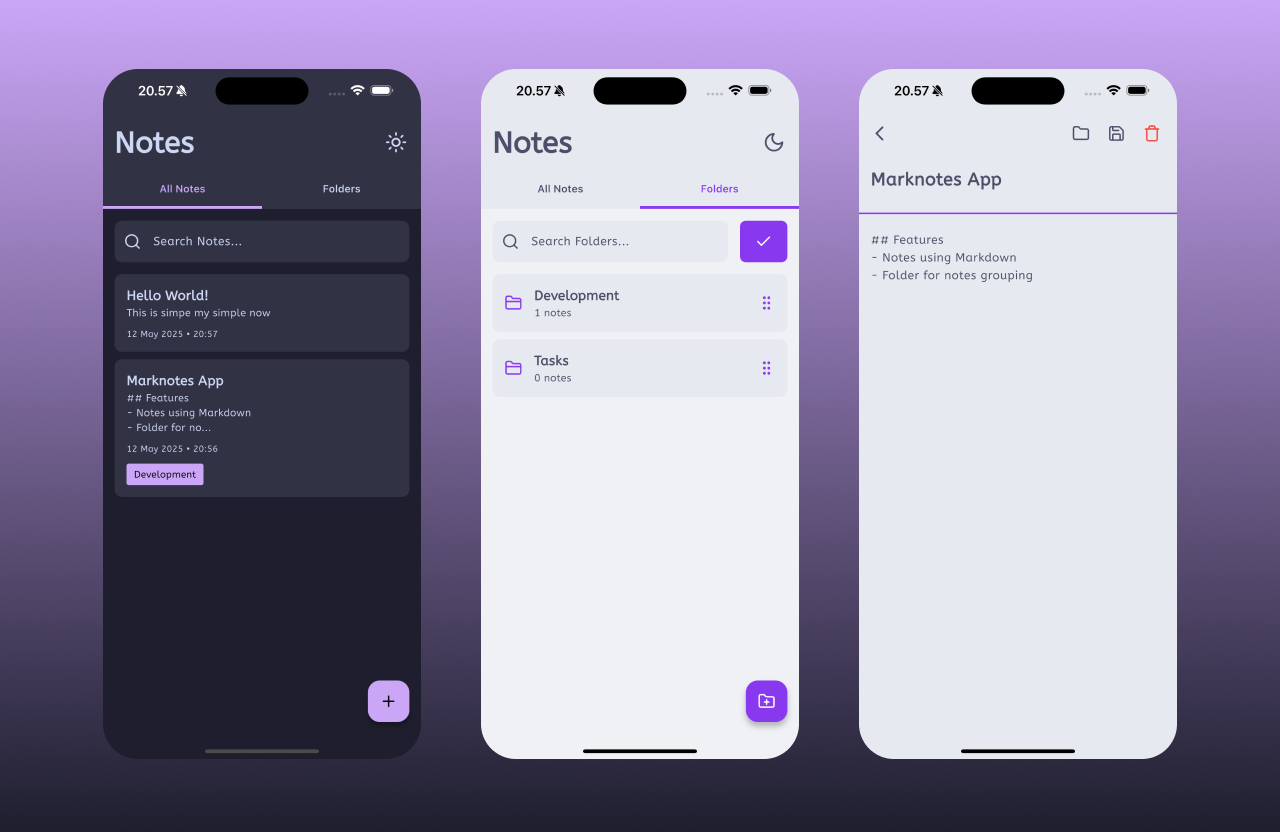 20.57
Notes
All Notes
Folders
Search Notes...
Hello World!
This is simpe my simple now
12 May 2025 • 20:57
Marknotes App
## Features
- Notes using Markdown
- Folder for no...
12 May 2025 • 20:56
Development
20.57
Notes
All Notes
Folders
Search Folders...
Development
1 notes
Tasks
0 notes
20.57
Marknotes App
## Features
- Notes using Markdown
- Folder for notes grouping